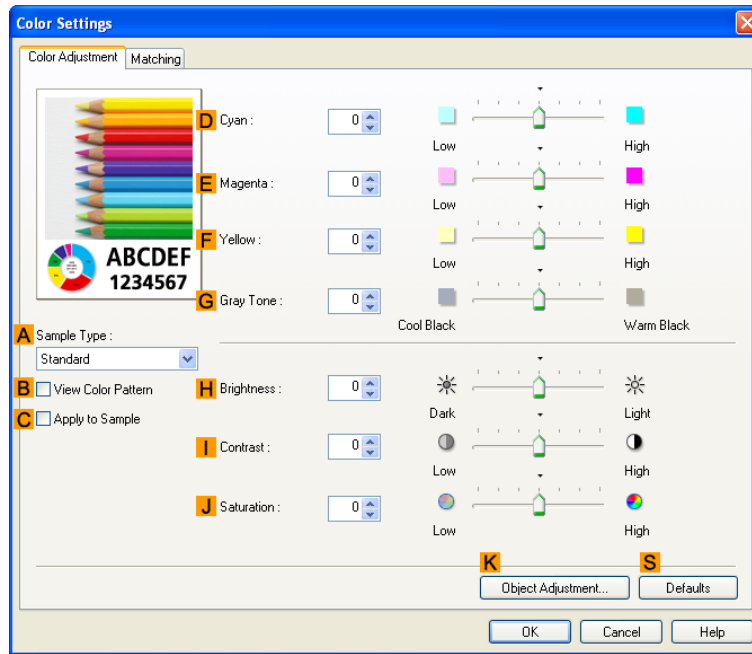 Color Settings
Color Adjustment Matching
D Cyan : 0
Low High
E Magenta : 0
Low High
F Yellow : 0
Low High
ABCDEF
1234567
G Gray Tone : 0
Cool Black Warm Black
A Sample Type :
Standard
B View Color Pattern
H Brightness : 0
Dark Light
C Apply to Sample
I Contrast : 0
Low High
J Saturation : 0
Low High
K S
Object Adjustment... Defaults
OK Cancel Help